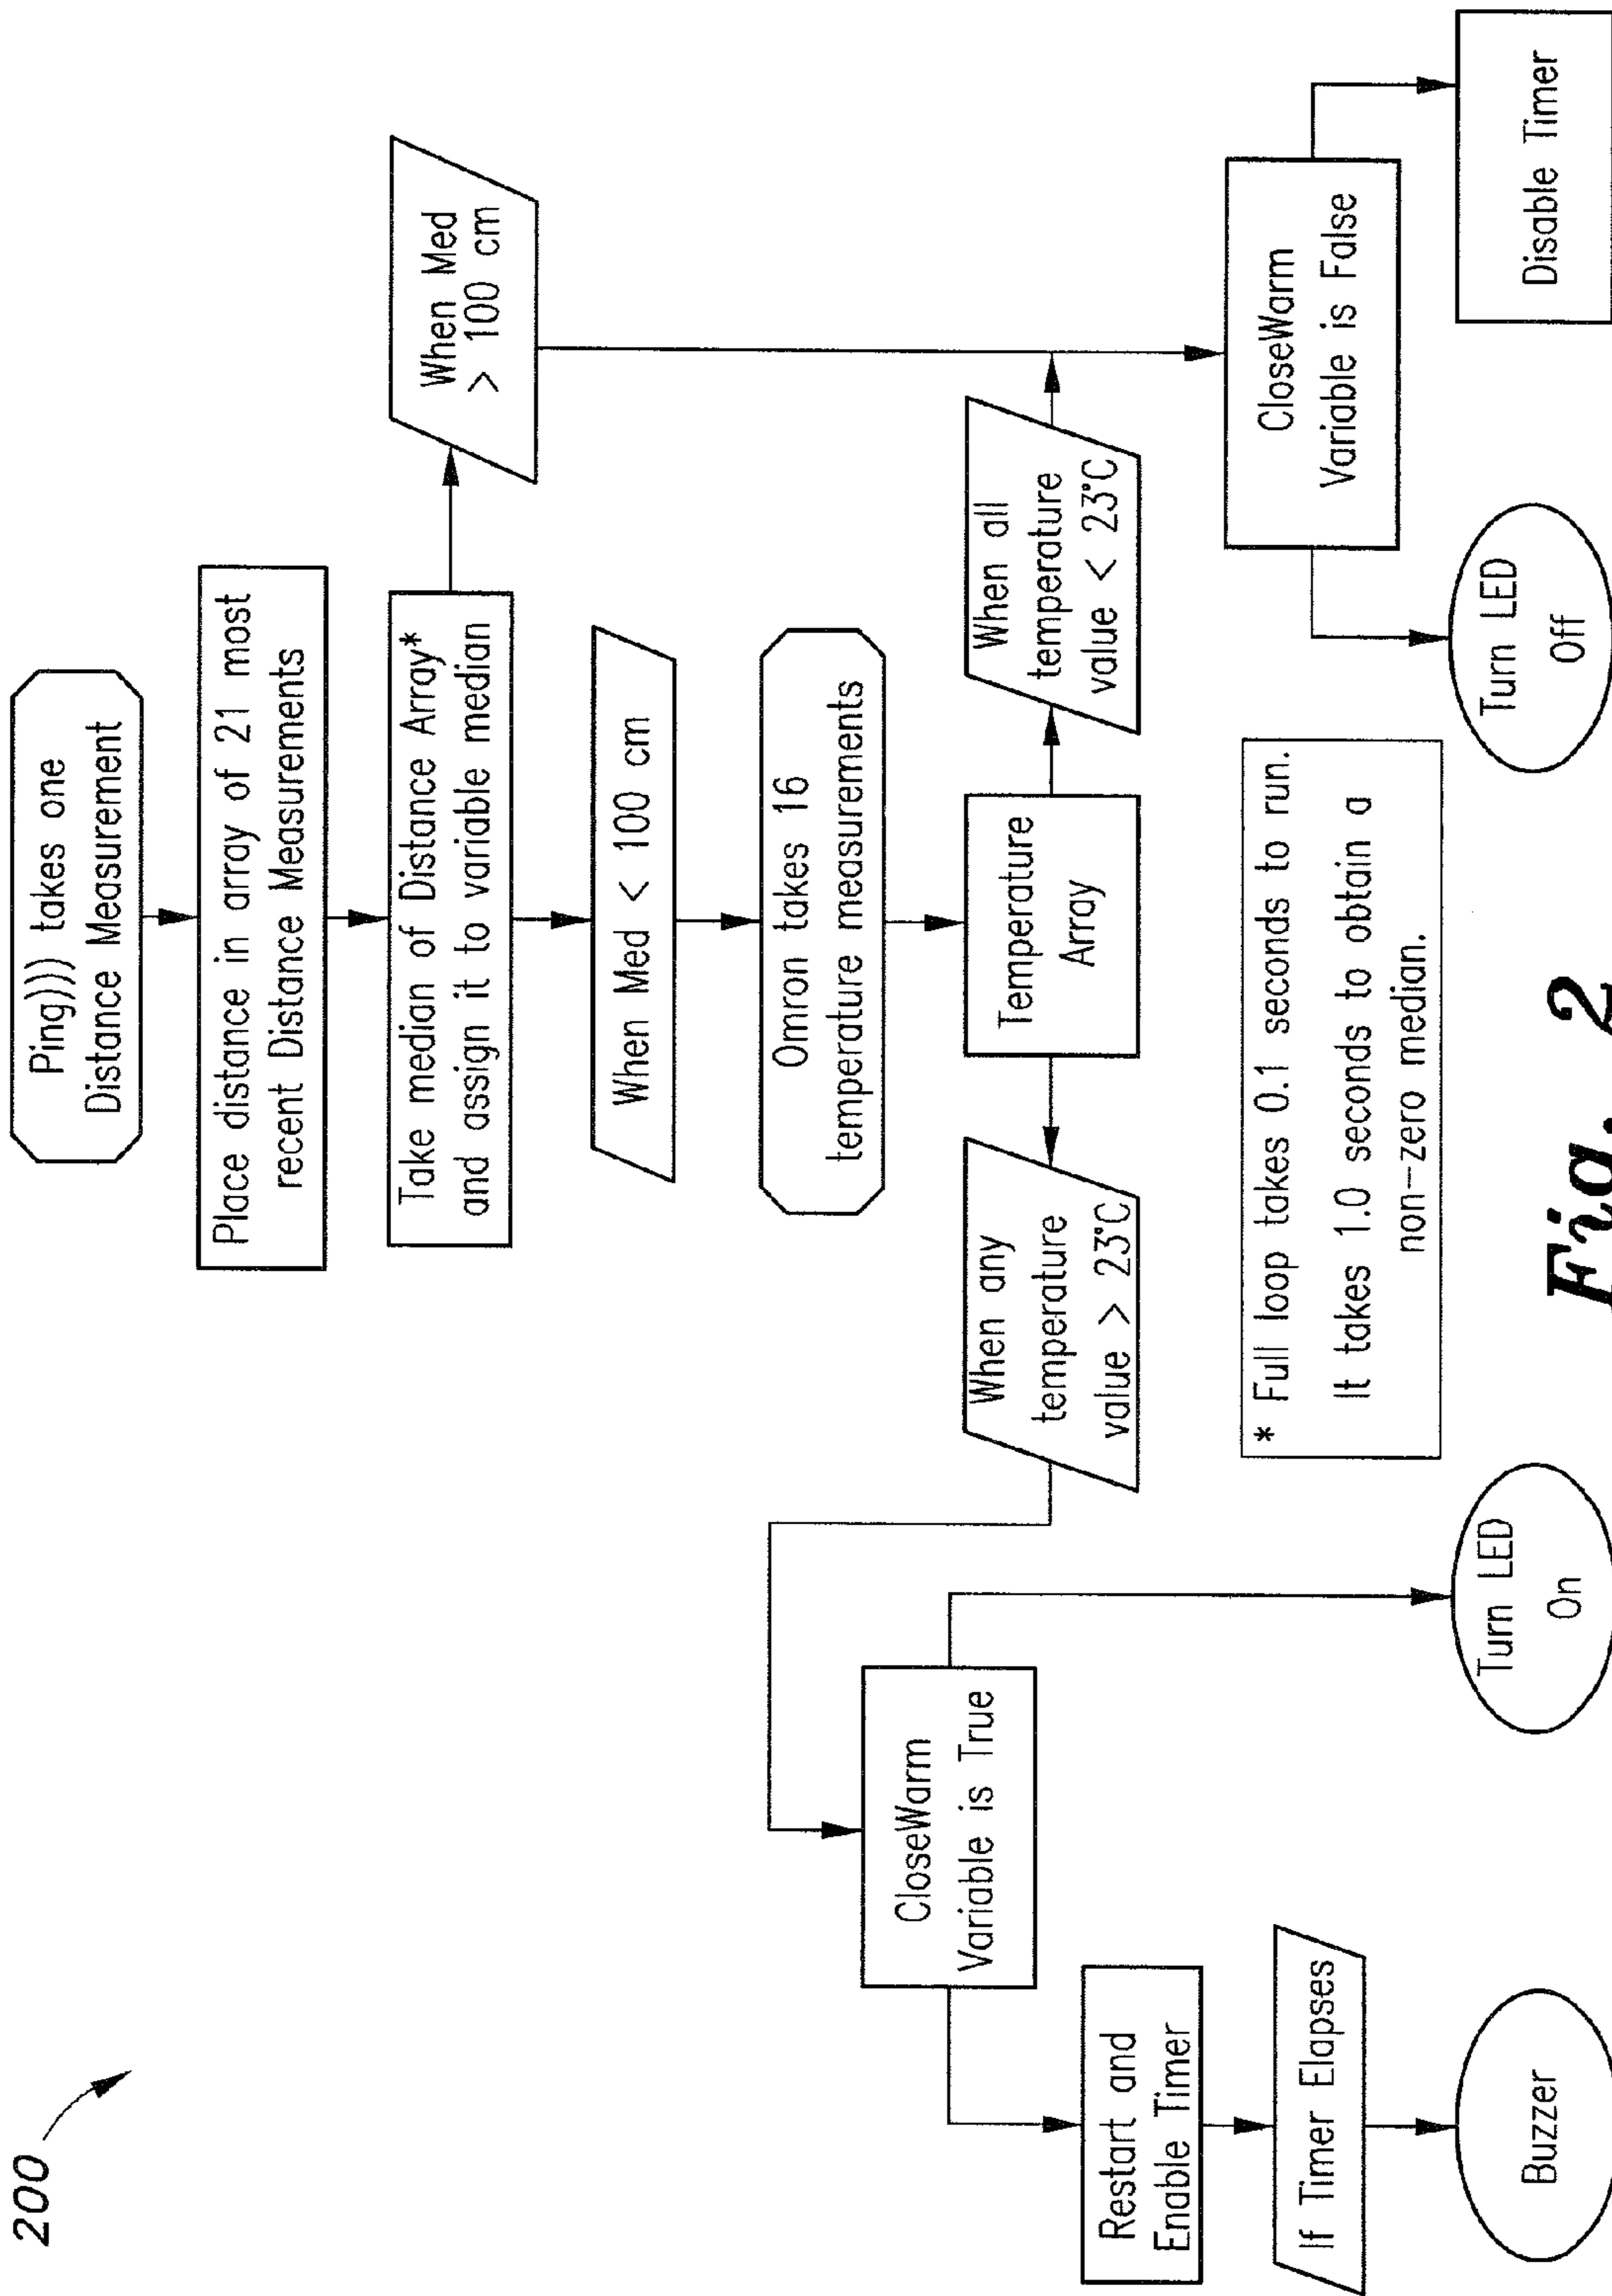 200
Ping))) takes one
Distance Measurement
Place distance in array of 21 most
recent Distance Measurements
Take median of Distance Array*
and assign it to variable median
When Med
> 100 cm
When Med < 100 cm
Omron takes 16
temperature measurements
Temperature
Array
When any
temperature
value > 23°C
When all
temperature
value < 23°C
CloseWarm
Variable is True
CloseWarm
Variable is False
Restart and
Enable Timer
If Timer Elapses
Buzzer
Turn LED
On
* Full loop takes 0.1 seconds to run.
It takes 1.0 seconds to obtain a
non-zero median.
Turn LED
Off
Disable Timer
Fig. 2